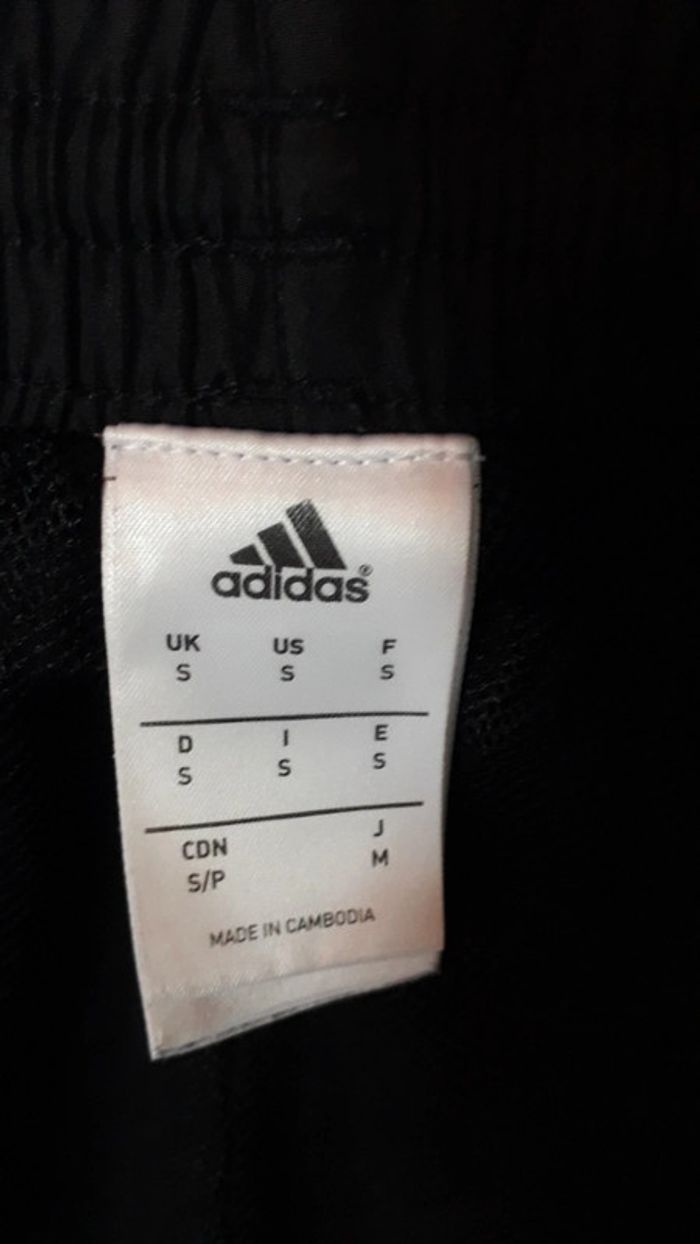 adidas®
UK US F
S S S
D I E
S S S
CDN J
S/P M
MADE IN CAMBODIA